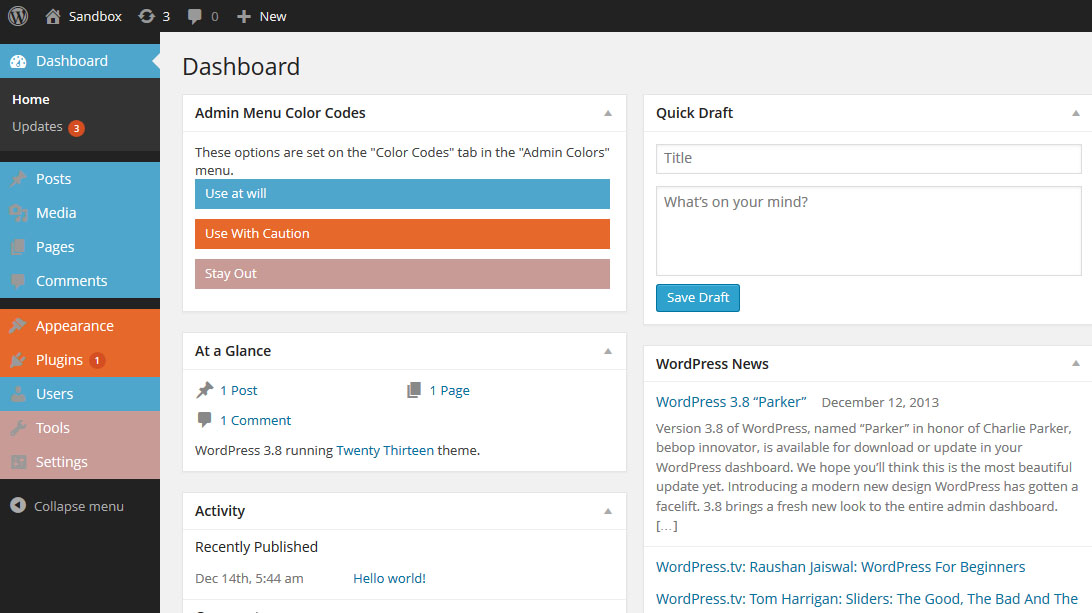 Sandbox 3 0 New
Dashboard
Home
Updates 3
Posts
Media
Pages
Comments
Appearance
Plugins 1
Users
Tools
Settings
Collapse menu
Dashboard
Admin Menu Color Codes
These options are set on the "Color Codes" tab in the "Admin Colors"
menu.
Use at will
Use With Caution
Stay Out
At a Glance
1 Post 1 Page
1 Comment
WordPress 3.8 running Twenty Thirteen theme.
Activity
Recently Published
Dec 14th, 5:44 am Hello world!
Quick Draft
Title
What's on your mind?
Save Draft
WordPress News
WordPress 3.8 “Parker” December 12, 2013
Version 3.8 of WordPress, named “Parker” in honor of Charlie Parker,
bebop innovator, is available for download or update in your
WordPress dashboard. We hope you’ll think this is the most beautiful
update yet. Introducing a modern new design WordPress has gotten a
facelift. 3.8 brings a fresh new look to the entire admin dashboard.
[…]
WordPress.tv: Raushan Jaiswal: WordPress For Beginners
WordPress.tv: Tom Harrigan: Sliders: The Good, The Bad And The